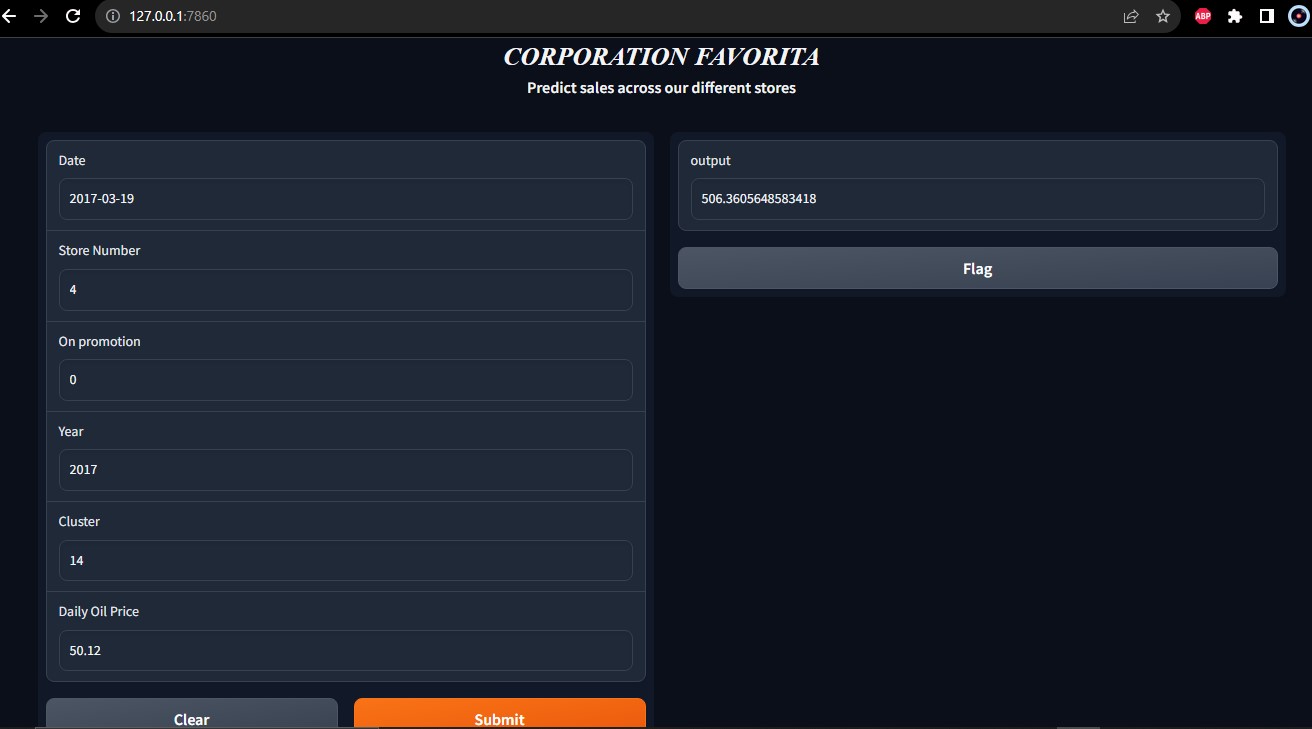 127.0.0.1:7860
ABP
CORPORATION FAVORITA
Predict sales across our different stores
Date
2017-03-19
Store Number
4
On promotion
0
Year
2017
Cluster
14
Daily Oil Price
50.12
Clear
Submit
output
506.3605648583418
Flag